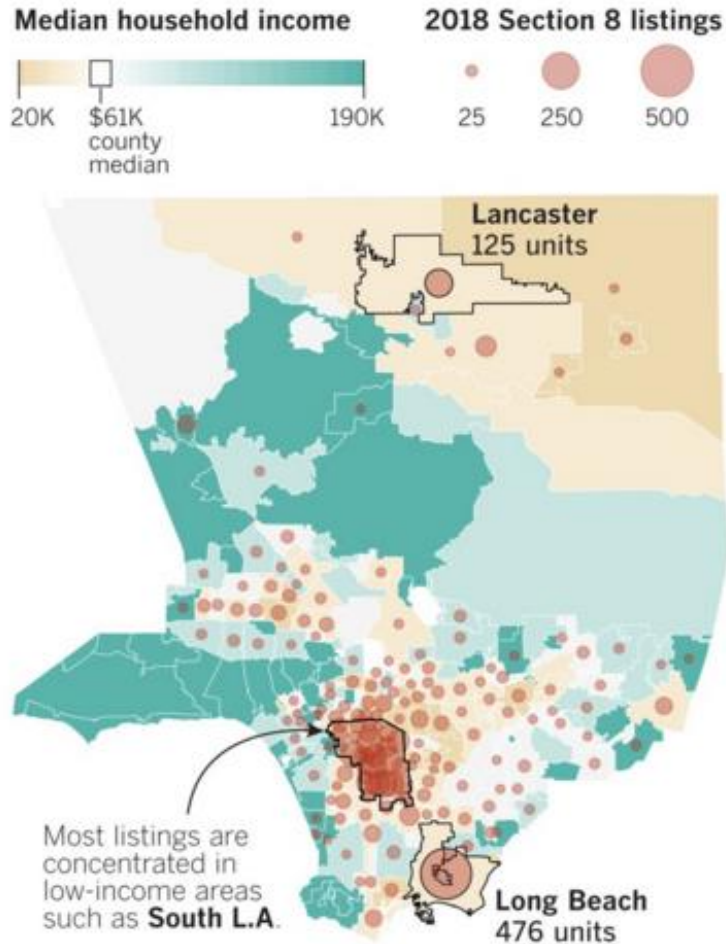 Median household income
20K
$61K
county
median
190K
2018 Section 8 listings
25
250
500
Lancaster
125 units
Most listings are
concentrated in
low-income areas
such as South L.A.
Long Beach
476 units